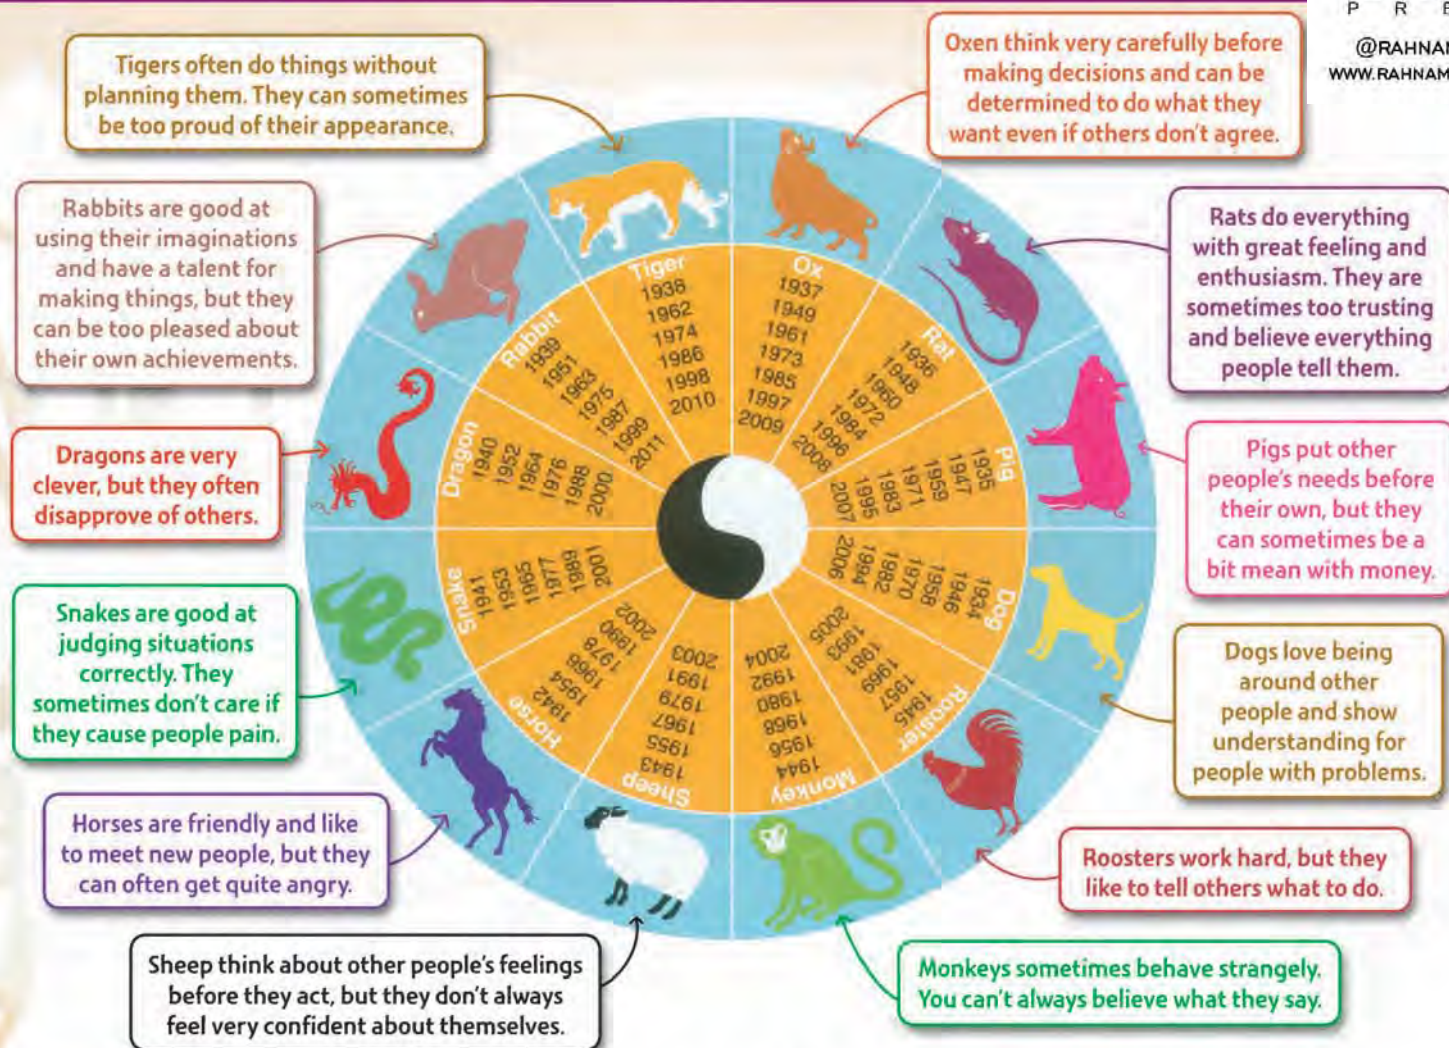 P R E
@RAHNAM
WWW.RAHNAM
Tigers often do things without
planning them. They can sometimes
be too proud of their appearance.
Oxen think very carefully before
making decisions and can be
determined to do what they
want even if others don't agree.
Rabbits are good at
using their imaginations
and have a talent for
making things, but they
can be too pleased about
their own achievements.
Rats do everything
with great feeling and
enthusiasm. They are
sometimes too trusting
and believe everything
people tell them.
Dragons are very
clever, but they often
disapprove of others.
Pigs put other
people's needs before
their own, but they
can sometimes be a
bit mean with money.
Snakes are good at
judging situations
correctly. They
sometimes don't care if
they cause people pain.
Dogs love being
around other
people and show
understanding for
people with problems.
Horses are friendly and like
to meet new people, but they
can often get quite angry.
Roosters work hard, but they
like to tell others what to do.
Sheep think about other people's feelings
before they act, but they don't always
feel very confident about themselves.
Monkeys sometimes behave strangely.
You can't always believe what they say.
Tiger
1938
1962
1974
1986
1998
2010
Ox
1937
1949
1961
1973
1985
1997
2009
Rat
1936
1948
1960
1972
1984
1996
2008
Pig
1935
1947
1959
1971
1983
1995
2007
Dog
1934
1946
1958
1970
1982
1994
2006
Rooster
1945
1957
1969
1981
1993
2005
Monkey
1944
1956
1968
1980
1992
2004
Sheep
1943
1955
1967
1979
1991
2003
Horse
1942
1954
1966
1978
1990
2002
Snake
1941
1953
1965
1977
1989
2001
Dragon
1940
1952
1964
1976
1988
2000
Rabbit
1939
1951
1963
1975
1987
1999
2011